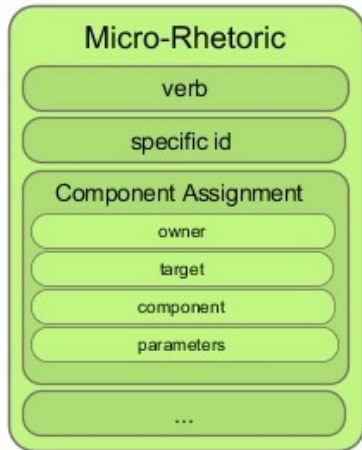 Micro-Rhetoric
verb
specific id
Component Assignment
owner
target
component
parameters
...